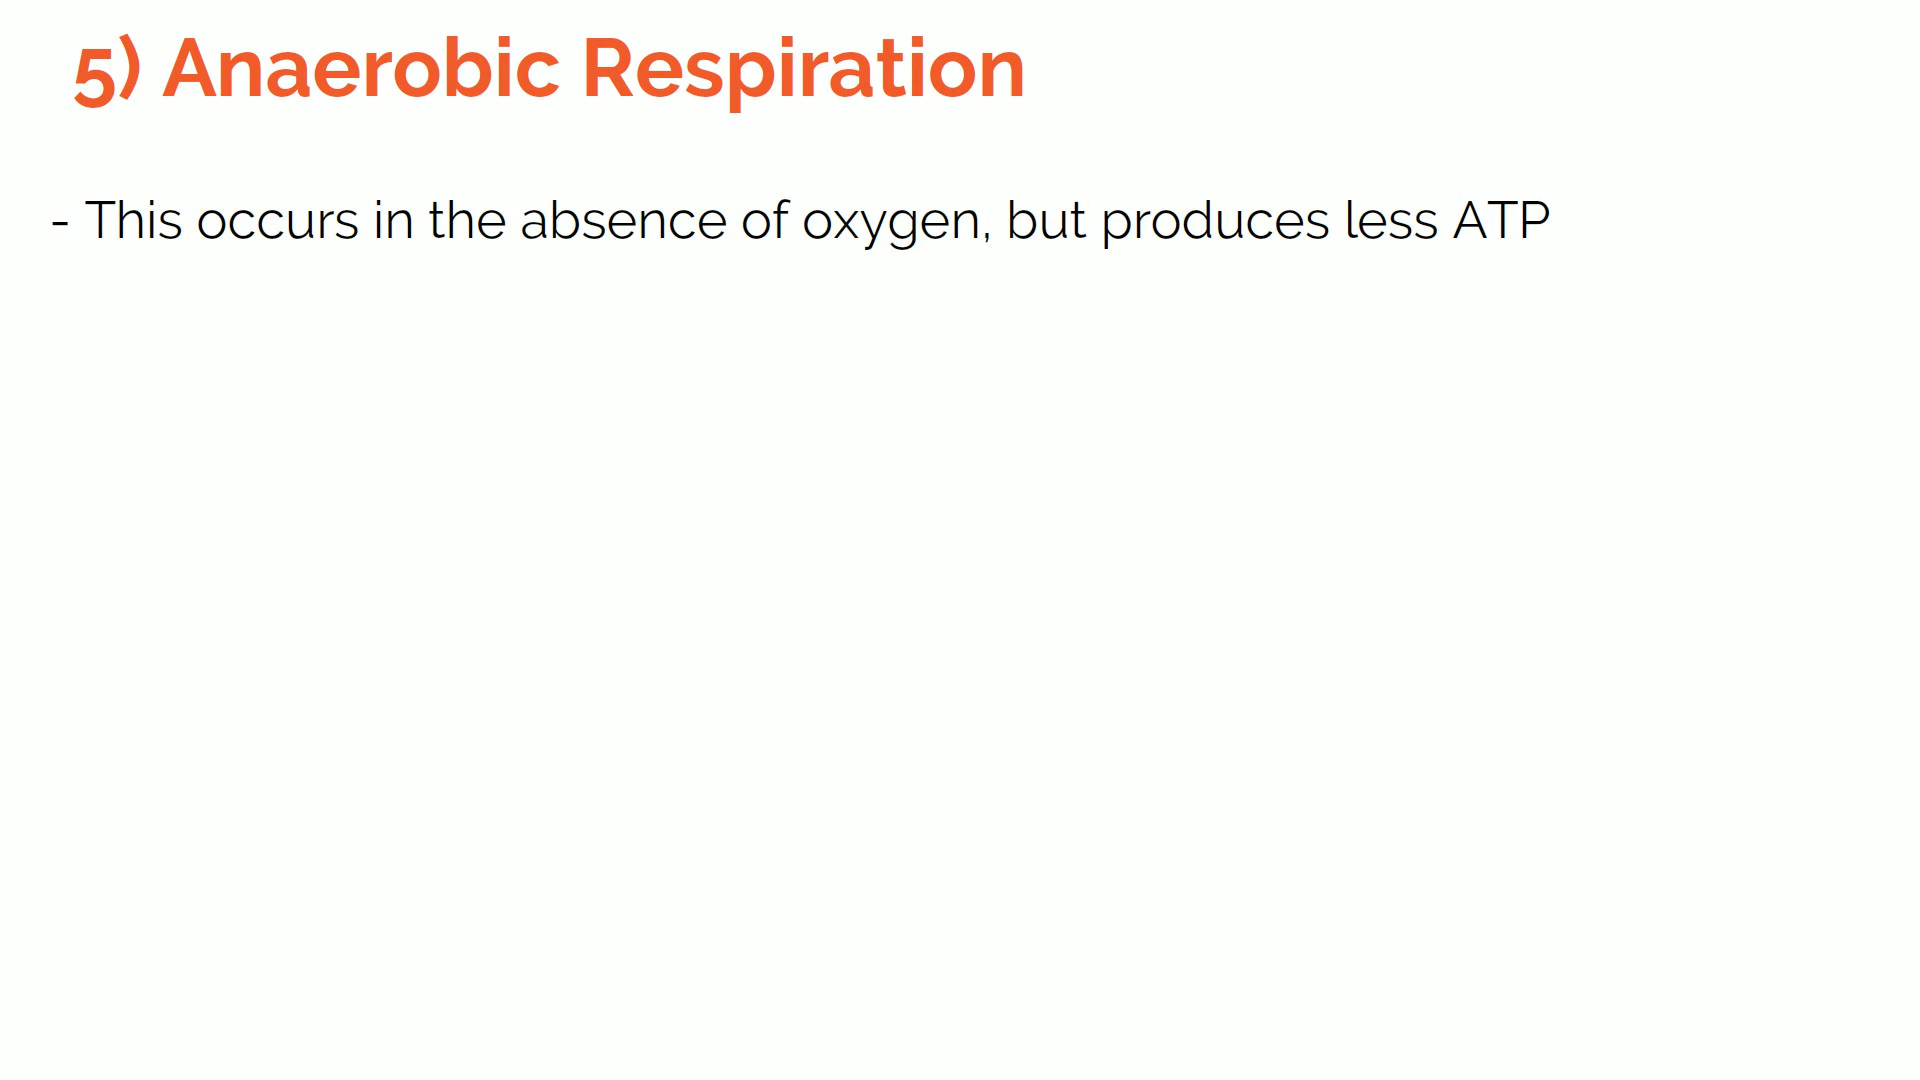 5) Anaerobic Respiration
- This occurs in the absence of oxygen, but produces less ATP